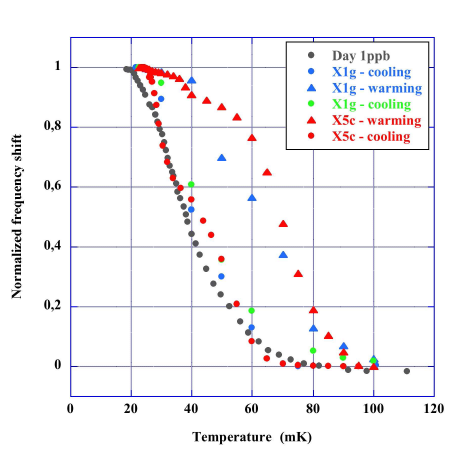 Day 1ppb
X1g - cooling
X1g - warming
X1g - cooling
X5c - warming
X5c - cooling
Normalized frequency shift
1
0,8
0,6
0,4
0,2
0
0 20 40 60 80 100 120
Temperature (mK)